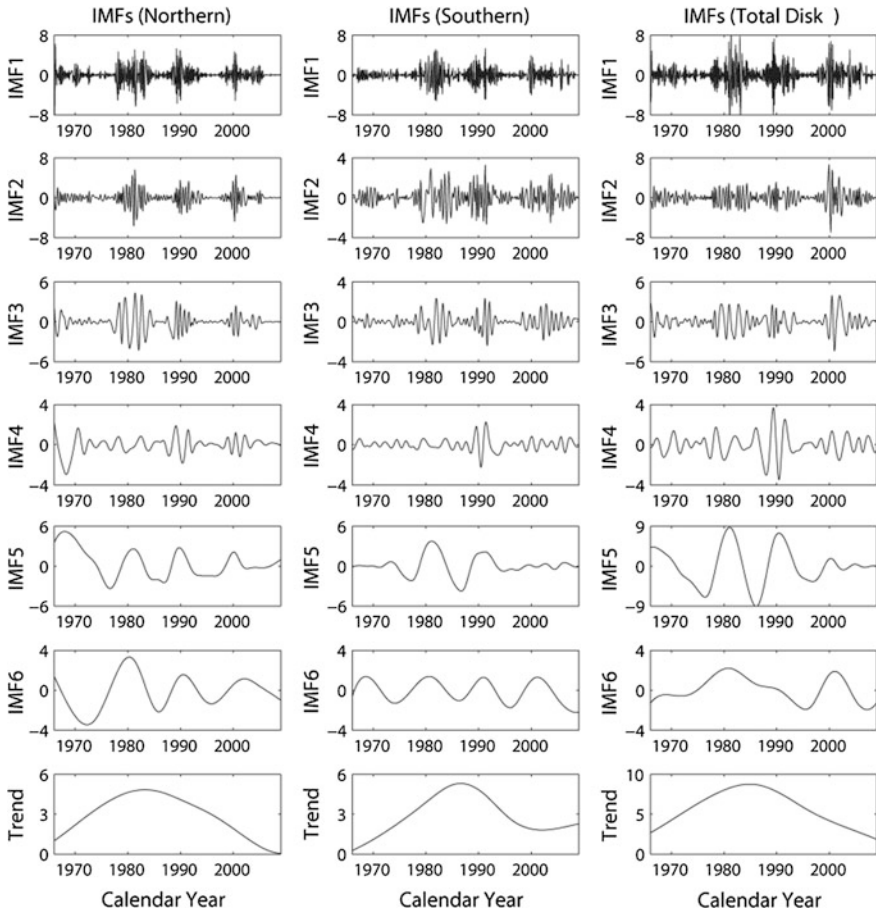 IMFs (Northern) IMFs (Southern) IMFs (Total Disk )
IMF1 8 0 −8 1970 1980 1990 2000
IMF1 8 0 −8 1970 1980 1990 2000
IMF1 8 0 −8 1970 1980 1990 2000
IMF2 8 0 −8 1970 1980 1990 2000
IMF2 4 0 −4 1970 1980 1990 2000
IMF2 8 0 −8 1970 1980 1990 2000
IMF3 6 0 −6 1970 1980 1990 2000
IMF3 4 0 −4 1970 1980 1990 2000
IMF3 6 0 −6 1970 1980 1990 2000
IMF4 4 0 −4 1970 1980 1990 2000
IMF4 4 0 −4 1970 1980 1990 2000
IMF4 4 0 −4 1970 1980 1990 2000
IMF5 6 0 −6 1970 1980 1990 2000
IMF5 6 0 −6 1970 1980 1990 2000
IMF5 9 0 −9 1970 1980 1990 2000
IMF6 4 0 −4 1970 1980 1990 2000
IMF6 4 0 −4 1970 1980 1990 2000
IMF6 4 0 −4 1970 1980 1990 2000
Trend 6 3 0 1970 1980 1990 2000
Trend 6 3 0 1970 1980 1990 2000
Trend 10 5 0 1970 1980 1990 2000
Calendar Year Calendar Year Calendar Year